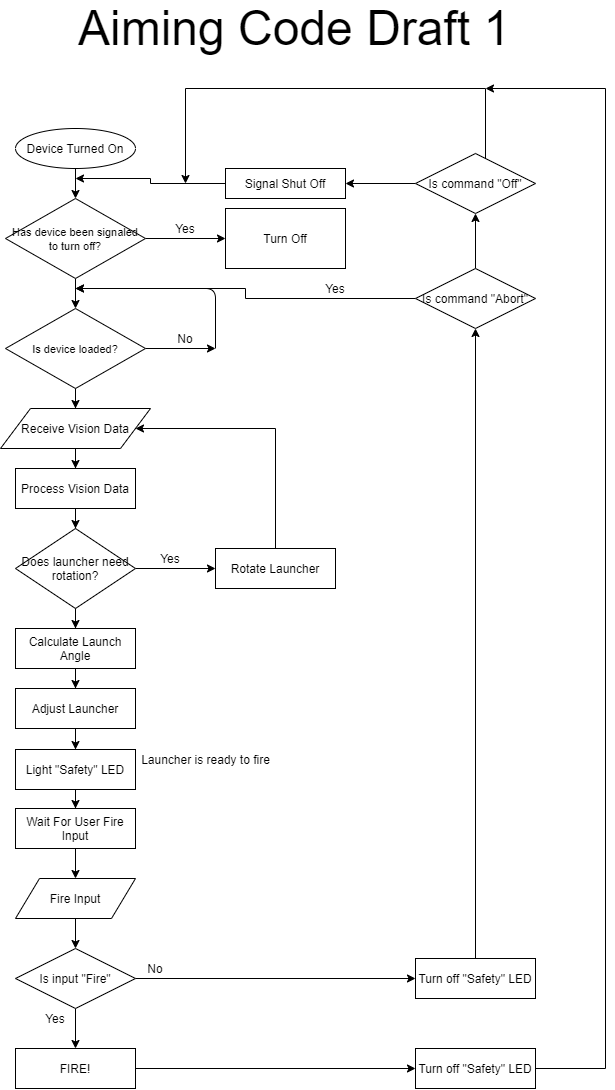 Aiming Code Draft 1
Device Turned On
Signal Shut Off
Is command "Off"
Has device been signaled
to turn off?
Yes
Turn Off
Yes
Is command "Abort"
Is device loaded?
No
Receive Vision Data
Process Vision Data
Does launcher need
rotation?
Yes
Rotate Launcher
Calculate Launch
Angle
Adjust Launcher
Light "Safety" LED
Launcher is ready to fire
Wait For User Fire
Input
Fire Input
Is input "Fire"
No
Turn off "Safety" LED
Yes
FIRE!
Turn off "Safety" LED